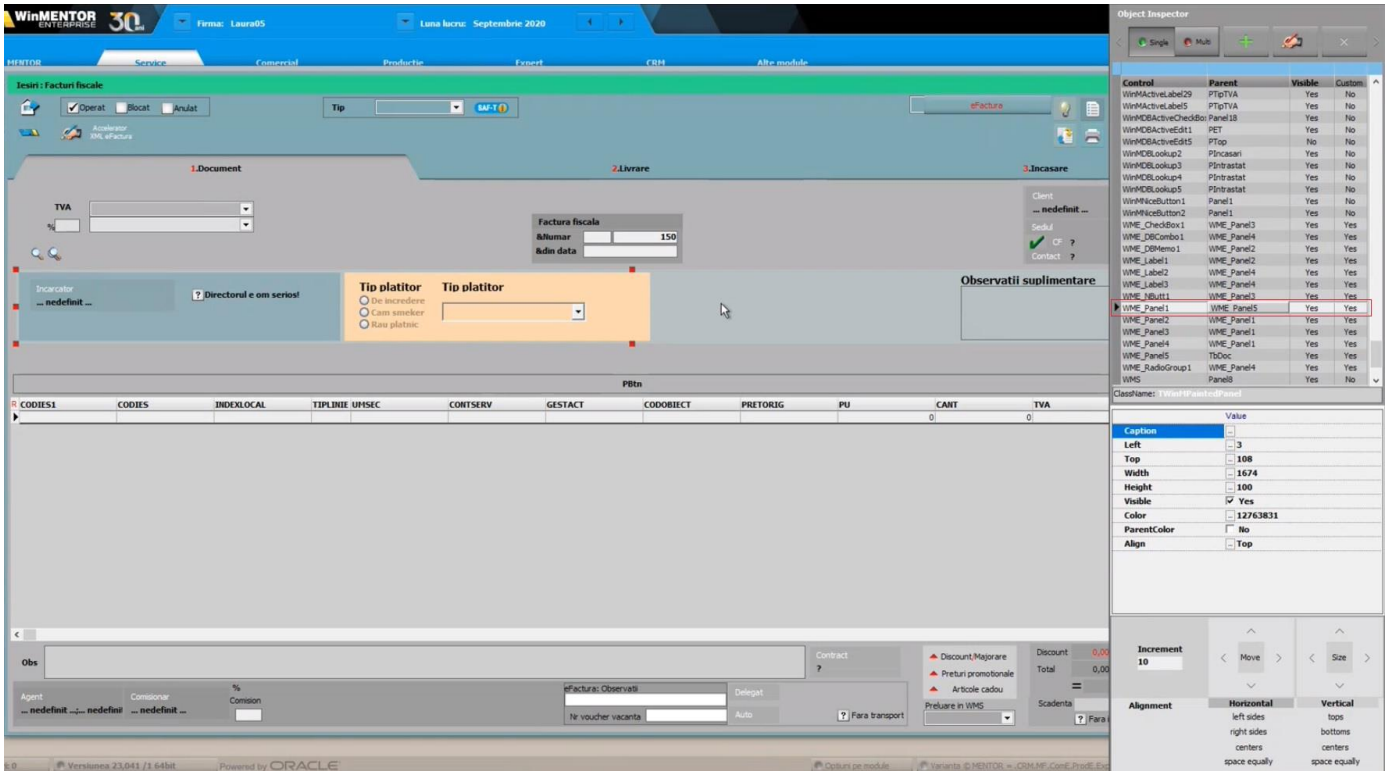 WinMENTOR ENTERPRISE 30 ani Firma: Laura05 Luna lucru: Septembrie 2020
MENTOR Service Comercial Productie Expert CRM Alte module
Iesiri : Facturi fiscale
Operat Blocat Anulat Tip SAF-T eFactura
Accelerator
XML eFactura
1.Document 2.Livrare 3.Incasare
TVA
%
Factura fiscala
&Numar 150
&din data
Client
... nedefinit ...
Sediul
CF ?
Contact ?
Incarcator
... nedefinit ...
? Directorul e om serios!
Tip platitor
De incredere
Cam smeker
Rau platnic
Tip platitor
Observatii suplimentare
PBtn
R CODIES1 CODIES INDEXLOCAL TIPLINIE UMSEC CONTSERV GESTACT CODOBIECT PRETORIG PU CANT TVA
0 0
Obs
Contract
?
Discount/Majorare
Preturi promotionale
Articole cadou
Discount 0,00
Total 0,00
=
Agent
... nedefinit ...;... nedefinit
Comisionar
... nedefinit ...
%
Comision
eFactura: Observatii
Nr voucher vacanta
Delegat
Auto
? Fara transport
Preluare in WMS
Scadenta
? Fara
Versiunea 23.041 /1 64bit Powered by ORACLE Optiuni pe module Varianta © MENTOR = .CRM.MF.ComE.ProdE.Exp
Object Inspector
Single Multi
Control Parent Visible Custom
WinMActiveLabel29 PTipTVA Yes No
WinMActiveLabel5 PTipTVA Yes No
WinMDBActiveCheckBo: Panel18 Yes No
WinMDBActiveEdit1 PET Yes No
WinMDBActiveEdit5 PTop No No
WinMDBLookup2 PIncasari Yes No
WinMDBLookup3 PIntrastat Yes No
WinMDBLookup4 PIntrastat Yes No
WinMDBLookup5 PIntrastat Yes No
WinMNiceButton1 Panel1 Yes No
WinMNiceButton2 Panel1 Yes No
WME_CheckBox1 WME_Panel3 Yes Yes
WME_DBCombo1 WME_Panel4 Yes Yes
WME_DBMemo1 WME_Panel2 Yes Yes
WME_Label1 WME_Panel2 Yes Yes
WME_Label2 WME_Panel4 Yes Yes
WME_Label3 WME_Panel4 Yes Yes
WME_NButt1 WME_Panel3 Yes Yes
WME_Panel1 WME_Panel5 Yes Yes
WME_Panel2 WME_Panel1 Yes Yes
WME_Panel3 WME_Panel1 Yes Yes
WME_Panel4 WME_Panel1 Yes Yes
WME_Panel5 TbDoc Yes Yes
WME_RadioGroup1 WME_Panel4 Yes Yes
WMS Panel8 Yes No
ClassName: TWinMPaintedPanel
Value
Caption ...
Left ... 3
Top ... 108
Width ... 1674
Height ... 100
Visible Yes
Color ... 12763831
ParentColor No
Align ... Top
Increment
10
Move Size
Alignment Horizontal Vertical
left sides tops
right sides bottoms
centers centers
space equally space equally